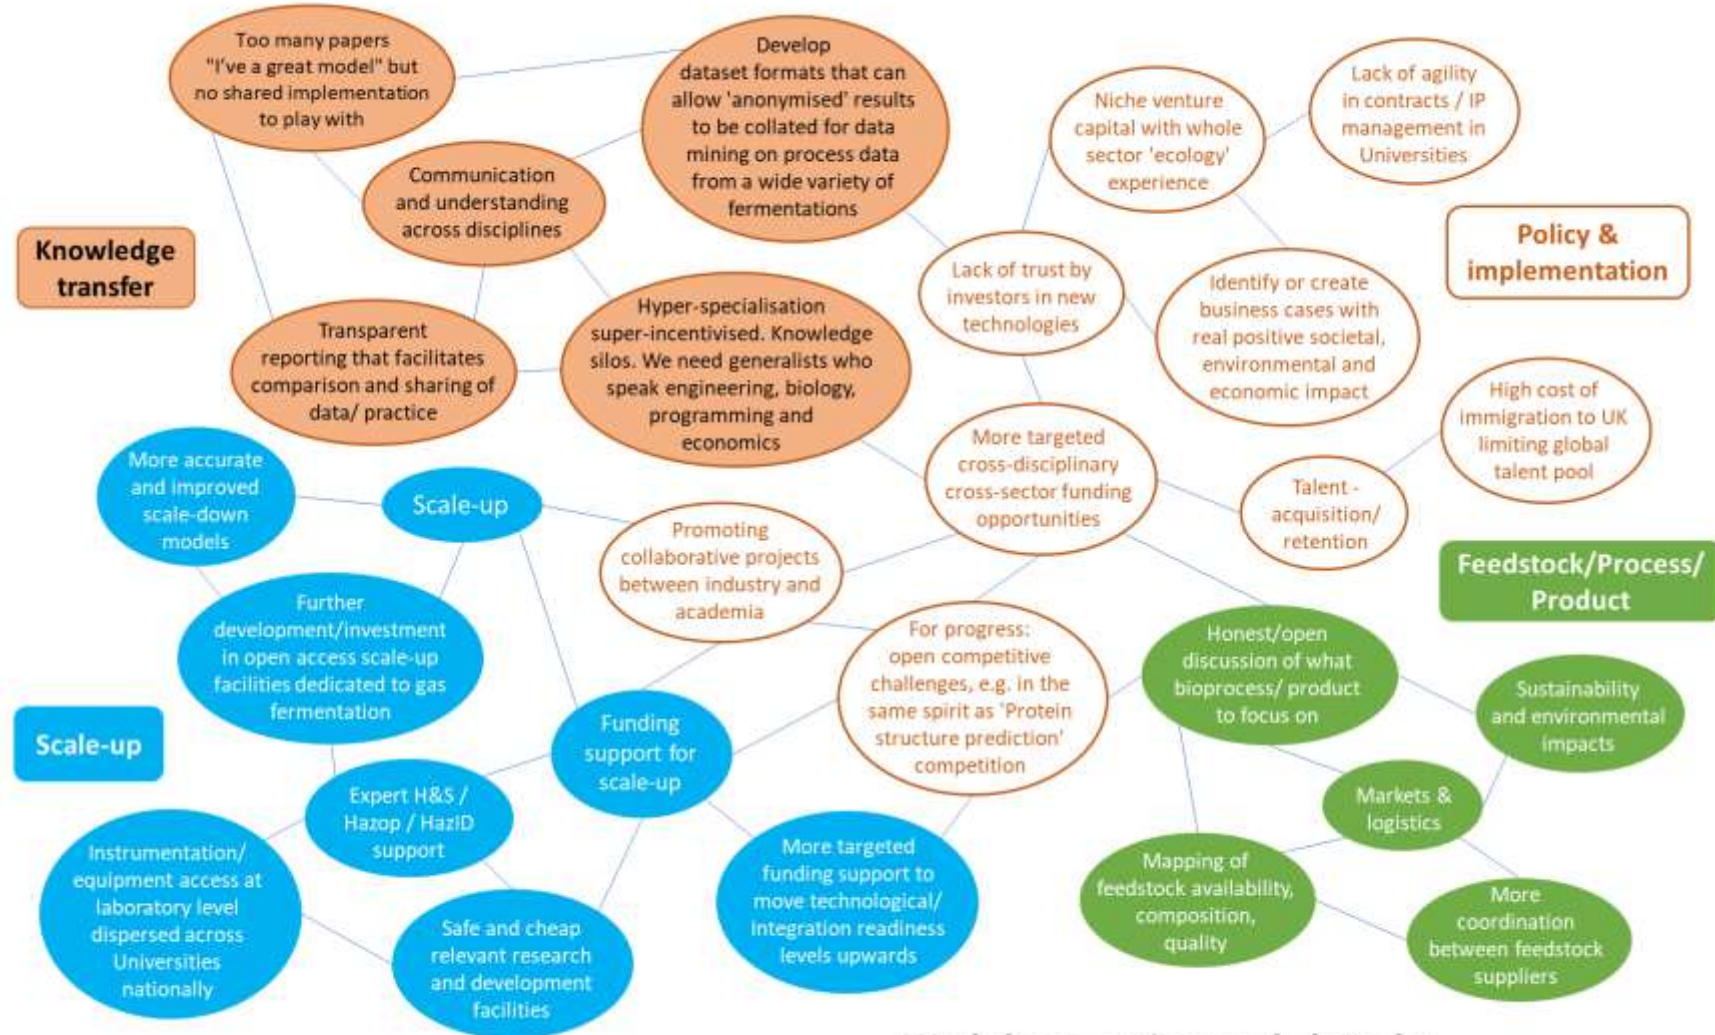 Too many papers
"I've a great model" but
no shared implementation
to play with
Develop
dataset formats that can
allow 'anonymised' results
to be collated for data
mining on process data
from a wide variety of
fermentations
Communication
and understanding
across disciplines
Knowledge
transfer
Transparent
reporting that facilitates
comparison and sharing of
data/ practice
Hyper-specialisation
super-incentivised. Knowledge
silos. We need generalists who
speak engineering, biology,
programming and
economics
Niche venture
capital with whole
sector 'ecology'
experience
Lack of agility
in contracts / IP
management in
Universities
Policy &
implementation
Lack of trust by
investors in new
technologies
Identify or create
business cases with
real positive societal,
environmental and
economic impact
More targeted
cross-disciplinary
cross-sector funding
opportunities
High cost of
immigration to UK
limiting global
talent pool
Talent -
acquisition/
retention
Promoting
collaborative projects
between industry and
academia
For progress:
open competitive
challenges, e.g. in the
same spirit as 'Protein
structure prediction'
competition
More accurate
and improved
scale-down
models
Scale-up
Further
development/investment
in open access scale-up
facilities dedicated to gas
fermentation
Scale-up
Funding
support for
scale-up
Expert H&S /
Hazop / HazID
support
Instrumentation/
equipment access at
laboratory level
dispersed across
Universities
nationally
Safe and cheap
relevant research
and development
facilities
More targeted
funding support to
move technological/
integration readiness
levels upwards
Feedstock/Process/
Product
Honest/open
discussion of what
bioprocess/ product
to focus on
Sustainability
and environmental
impacts
Markets &
logistics
Mapping of
feedstock availability,
composition,
quality
More
coordination
between feedstock
suppliers